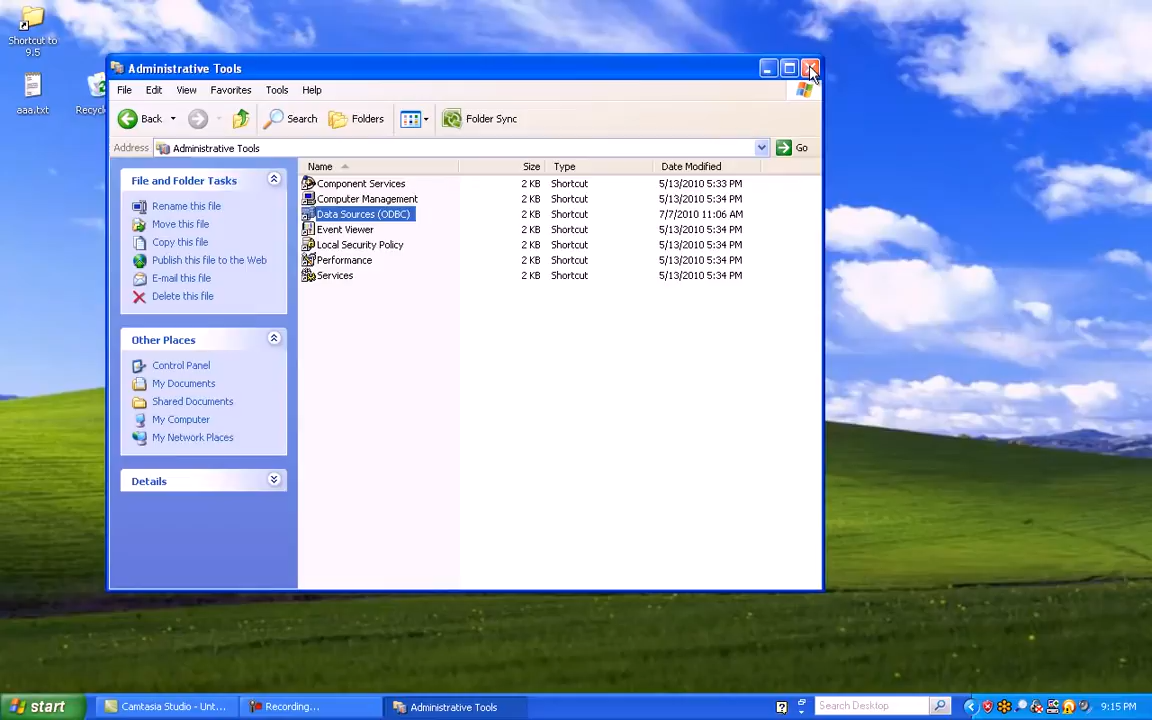 Shortcut to
9.5
aaa.txt
Recyc
Administrative Tools
File Edit View Favorites Tools Help
Back Search Folders Folder Sync
Address Administrative Tools Go
File and Folder Tasks
Rename this file
Move this file
Copy this file
Publish this file to the Web
E-mail this file
Delete this file
Other Places
Control Panel
My Documents
Shared Documents
My Computer
My Network Places
Details
Name Size Type Date Modified
Component Services 2 KB Shortcut 5/13/2010 5:33 PM
Computer Management 2 KB Shortcut 5/13/2010 5:34 PM
Data Sources (ODBC) 2 KB Shortcut 7/7/2010 11:06 AM
Event Viewer 2 KB Shortcut 5/13/2010 5:34 PM
Local Security Policy 2 KB Shortcut 5/13/2010 5:34 PM
Performance 2 KB Shortcut 5/13/2010 5:34 PM
Services 2 KB Shortcut 5/13/2010 5:34 PM
start Camtasia Studio - Unt... Recording... Administrative Tools Search Desktop 9:15 PM